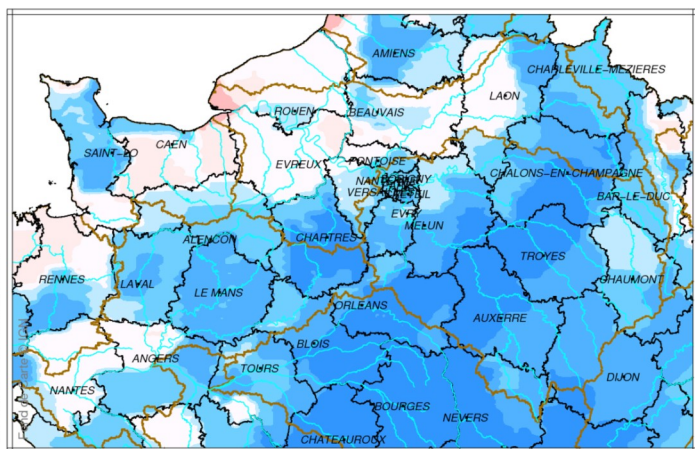 AMIENS
CHARLEVILLE-MEZIERES
LAON
ROUEN
BEAUVAIS
CAEN
SAINT-LO
EVREUX
PONTOISE
CHALONS-EN-CHAMPAGNE
BAR-LE-DUC
EVRY
MELUN
ALENCON
CHARTRES
TROYES
RENNES
LAVAL
LE MANS
CHAUMONT
ORLEANS
AUXERRE
BLOIS
ANGERS
TOURS
DIJON
NANTES
BOURGES
NEVERS
CHATEAUROUX